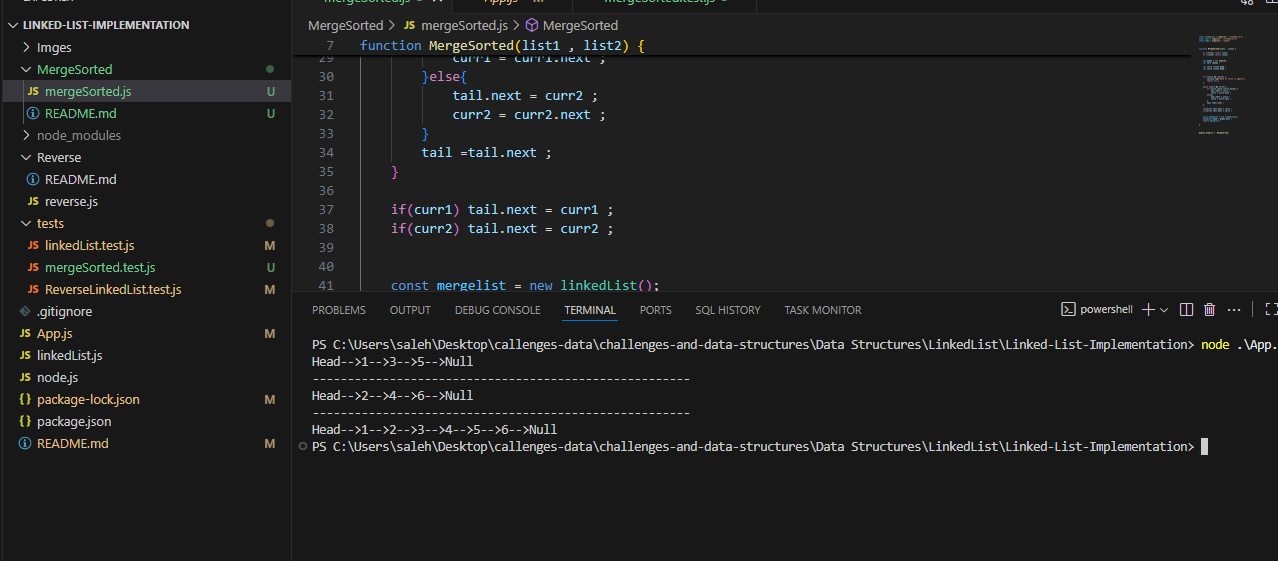 LINKED-LIST-IMPLEMENTATION
Imges
MergeSorted
JS mergeSorted.js U
README.md U
node_modules
Reverse
README.md
JS reverse.js
tests
JS linkedList.test.js M
JS mergeSorted.test.js U
JS ReverseLinkedList.test.js M
.gitignore
JS App.js M
JS linkedList.js
JS node.js
{} package-lock.json M
{} package.json
README.md M
MergeSorted > JS mergeSorted.js > MergeSorted
7 function MergeSorted(list1 , list2) {
29 curr1 = curr1.next ;
30 }else{
31 tail.next = curr2 ;
32 curr2 = curr2.next ;
33 }
34 tail =tail.next ;
35 }
36
37 if(curr1) tail.next = curr1 ;
38 if(curr2) tail.next = curr2 ;
39
40
41 const mergelist = new linkedList();
PROBLEMS OUTPUT DEBUG CONSOLE TERMINAL PORTS SQL HISTORY TASK MONITOR
powershell
PS C:\Users\saleh\Desktop\callenges-data\challenges-and-data-structures\Data Structures\LinkedList\Linked-List-Implementation> node .\App.
Head-->1-->3-->5-->Null
------------------------------------------------------
Head-->2-->4-->6-->Null
------------------------------------------------------
Head-->1-->2-->3-->4-->5-->6-->Null
PS C:\Users\saleh\Desktop\callenges-data\challenges-and-data-structures\Data Structures\LinkedList\Linked-List-Implementation>